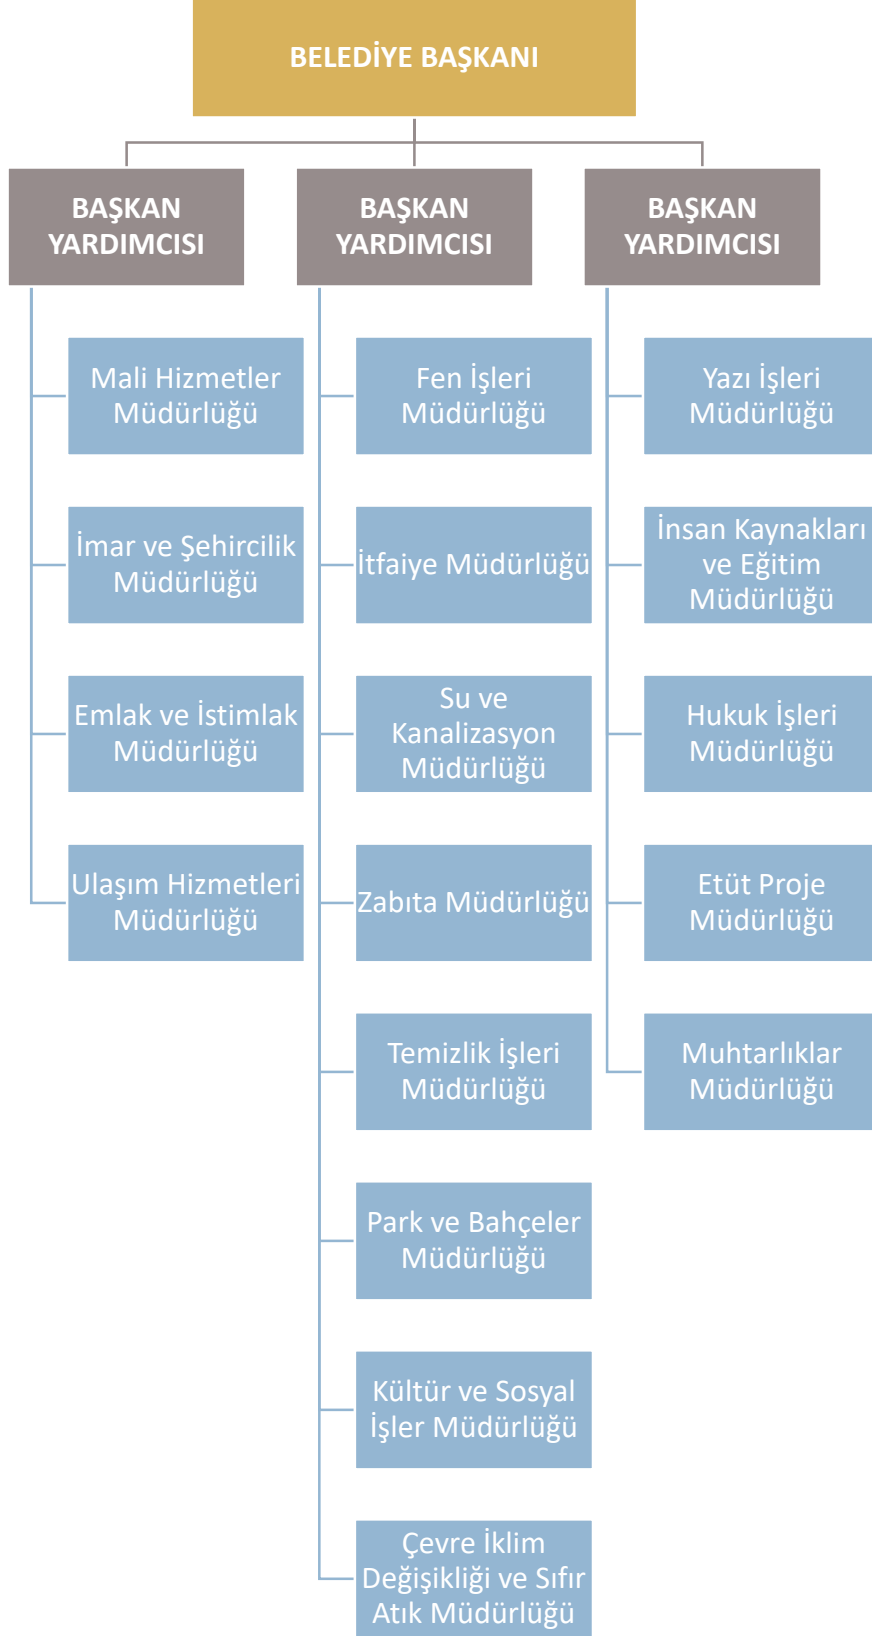 BELEDİYE BAŞKANI
BAŞKAN
YARDIMCISI
Mali Hizmetler
Müdürlüğü
İmar ve Şehircilik
Müdürlüğü
Emlak ve İstimlak
Müdürlüğü
Ulaşım Hizmetleri
Müdürlüğü
BAŞKAN
YARDIMCISI
Fen İşleri
Müdürlüğü
İtfaiye Müdürlüğü
Su ve
Kanalizasyon
Müdürlüğü
Zabıta Müdürlüğü
Temizlik İşleri
Müdürlüğü
Park ve Bahçeler
Müdürlüğü
Kültür ve Sosyal
İşler Müdürlüğü
Çevre İklim
Değişikliği ve Sıfır
Atık Müdürlüğü
BAŞKAN
YARDIMCISI
Yazı İşleri
Müdürlüğü
İnsan Kaynakları
ve Eğitim
Müdürlüğü
Hukuk İşleri
Müdürlüğü
Etüt Proje
Müdürlüğü
Muhtarlıklar
Müdürlüğü